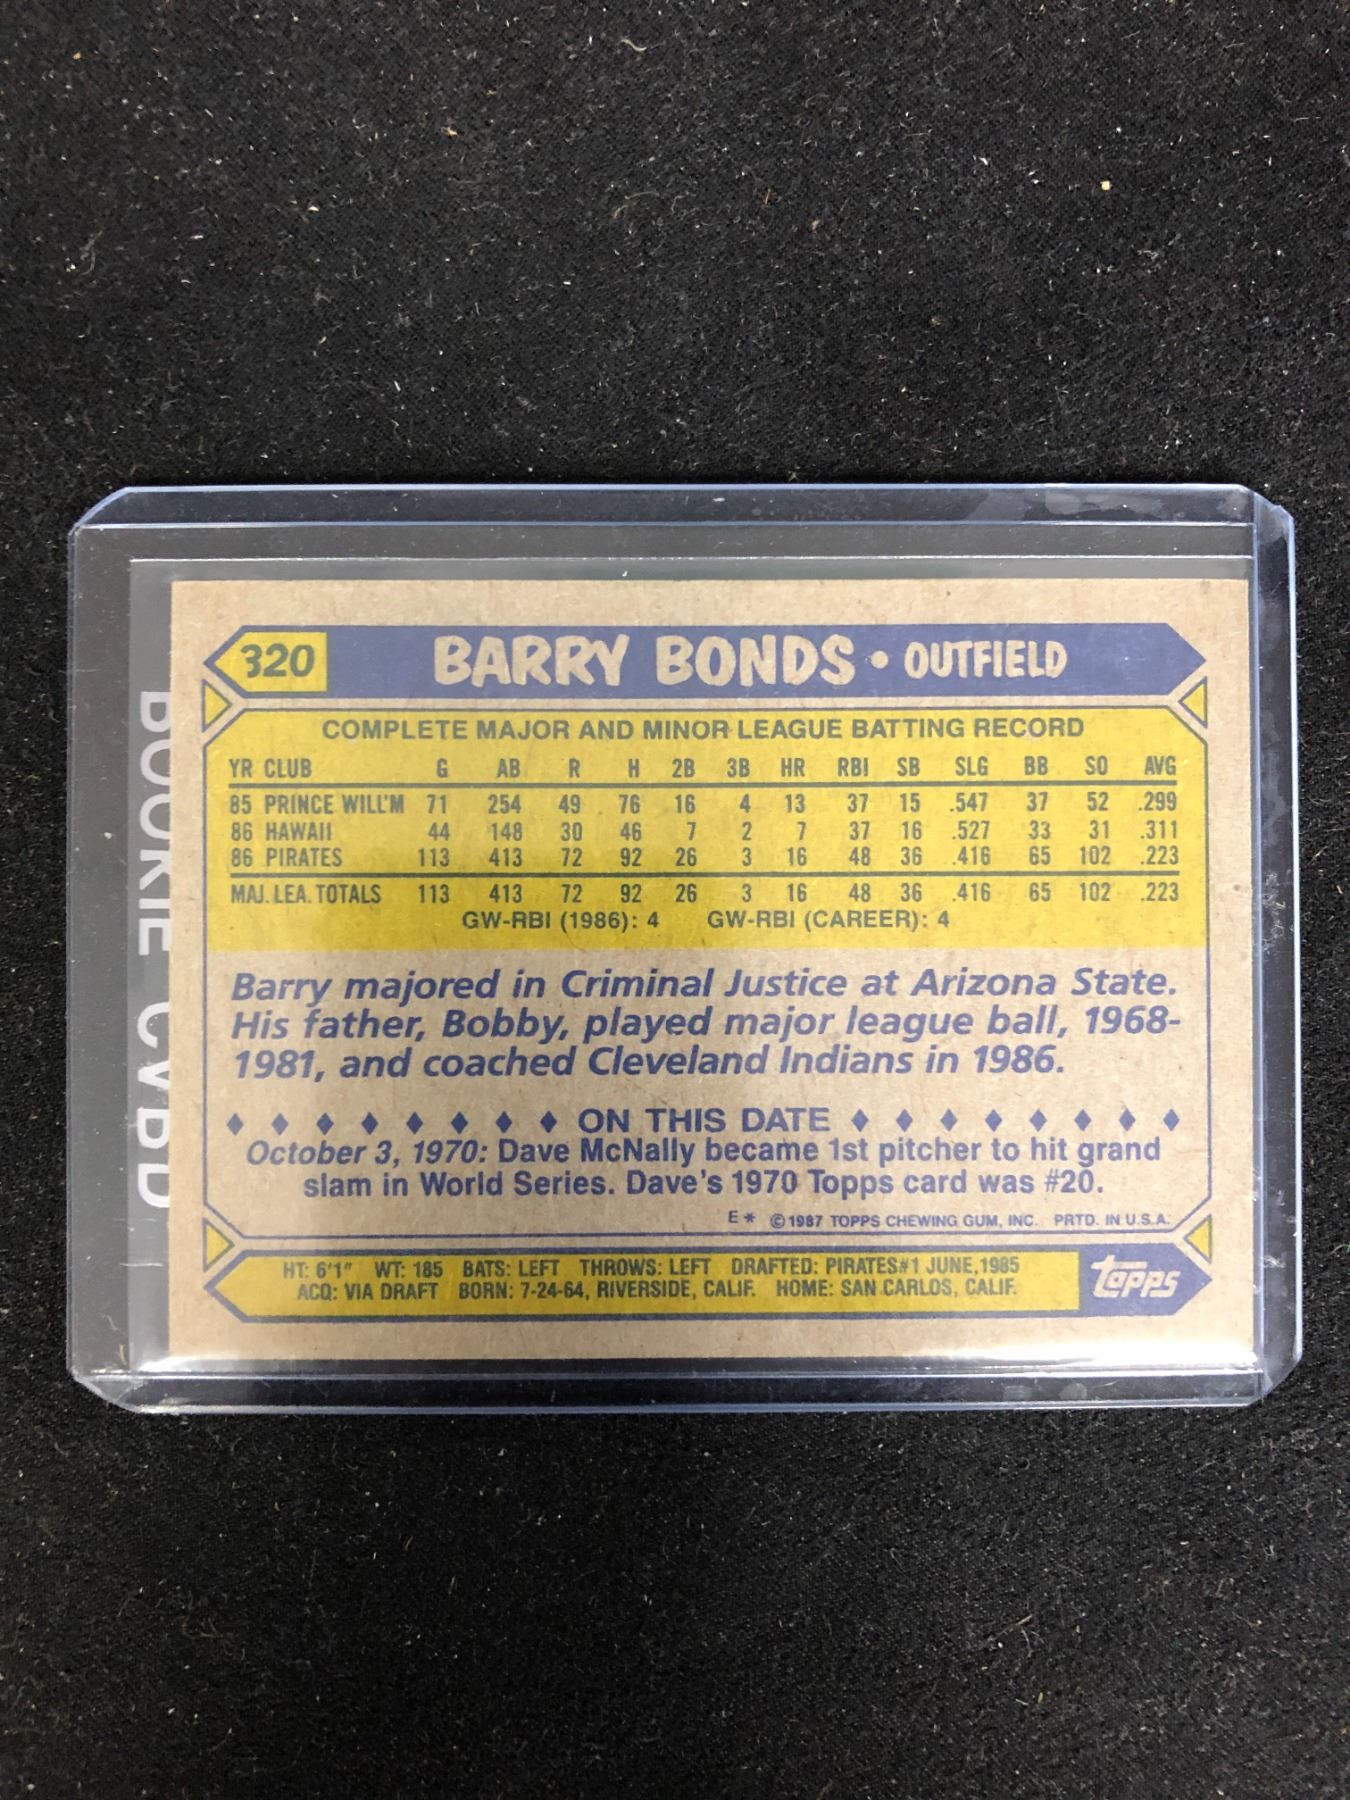 320 BARRY BONDS • OUTFIELD
COMPLETE MAJOR AND MINOR LEAGUE BATTING RECORD
YR CLUB G AB R H 2B 3B HR RBI SB SLG BB SO AVG
85 PRINCE WILL'M 71 254 49 76 16 4 13 37 15 .547 37 52 .299
86 HAWAII 44 148 30 46 7 2 7 37 16 .527 33 31 .311
86 PIRATES 113 413 72 92 26 3 16 48 36 .416 65 102 .223
MAJ. LEA. TOTALS 113 413 72 92 26 3 16 48 36 .416 65 102 .223
GW-RBI (1986): 4 GW-RBI (CAREER): 4
Barry majored in Criminal Justice at Arizona State.
His father, Bobby, played major league ball, 1968-
1981, and coached Cleveland Indians in 1986.
♦ ♦ ♦ ♦ ♦ ♦ ♦ ♦ ON THIS DATE ♦ ♦ ♦ ♦ ♦ ♦ ♦ ♦
October 3, 1970: Dave McNally became 1st pitcher to hit grand
slam in World Series. Dave's 1970 Topps card was #20.
E* © 1987 TOPPS CHEWING GUM, INC. PRTD. IN U.S.A.
HT: 6'1" WT: 185 BATS: LEFT THROWS: LEFT DRAFTED: PIRATES#1 JUNE,1985
ACQ: VIA DRAFT BORN: 7-24-64, RIVERSIDE, CALIF. HOME: SAN CARLOS, CALIF.
topps